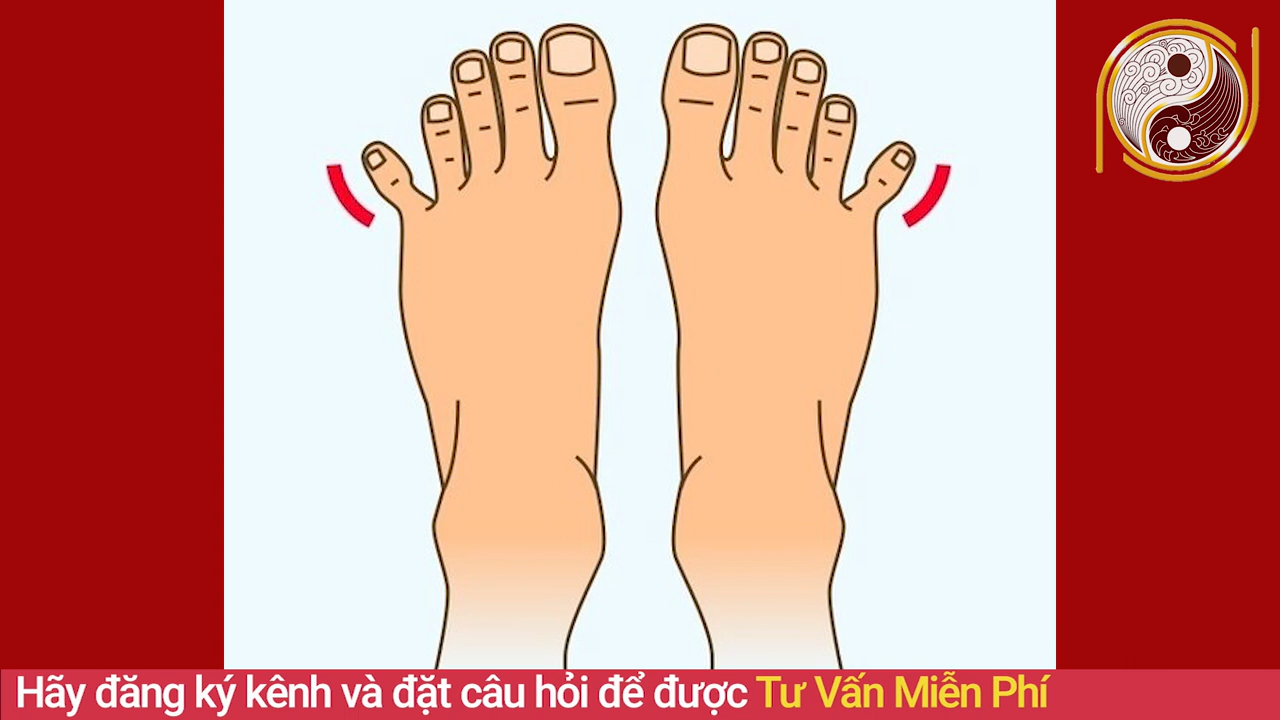 Hãy đăng ký kênh và đặt câu hỏi để được Tư Vấn Miễn Phí